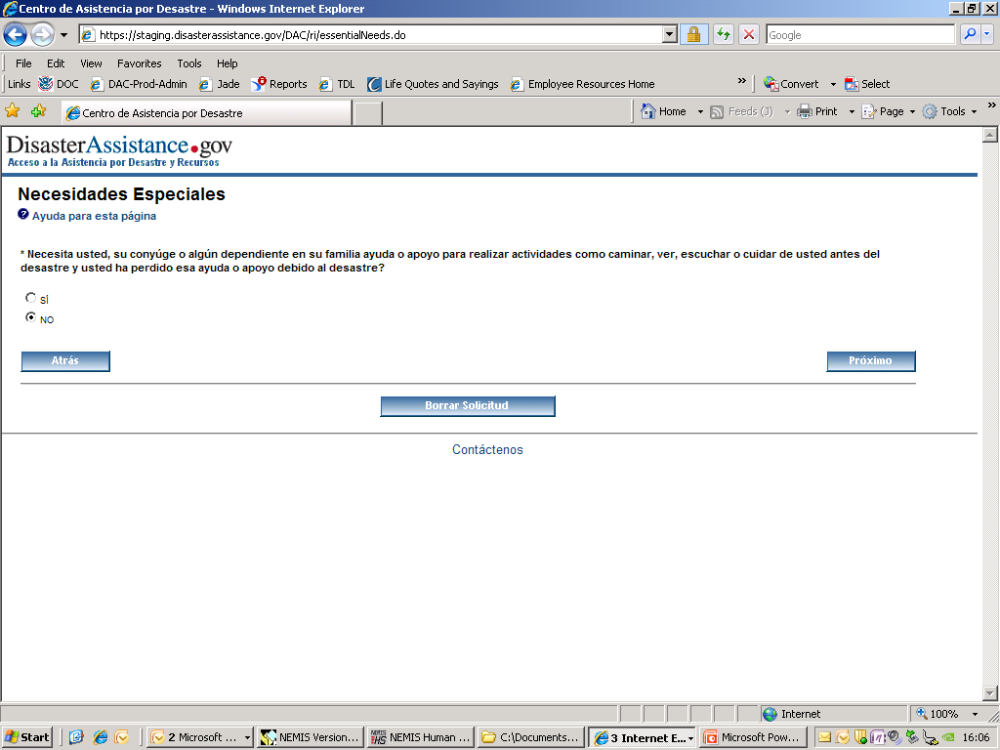 Centro de Asistencia por Desastre - Windows Internet Explorer
https://staging.disasterassistance.gov/DAC/ri/essentialNeeds.do
Google
File Edit View Favorites Tools Help
Links DOC DAC-Prod-Admin Jade Reports TDL Life Quotes and Sayings Employee Resources Home » Convert Select
Centro de Asistencia por Desastre Home Feeds (J) Print Page Tools »
DisasterAssistance.gov
Acceso a la Asistencia por Desastre y Recursos
Necesidades Especiales
? Ayuda para esta página
* Necesita usted, su conyúge o algún dependiente en su familia ayuda o apoyo para realizar actividades como caminar, ver, escuchar o cuidar de usted antes del
desastre y usted ha perdido esa ayuda o apoyo debido al desastre?
SÍ
NO
Atrás Próximo
Borrar Solicitud
Contáctenos
Internet 100%
Start 2 Microsoft ... NEMIS Version... NEMIS Human ... C:\Documents... 3 Internet E... Microsoft Pow... 16:06